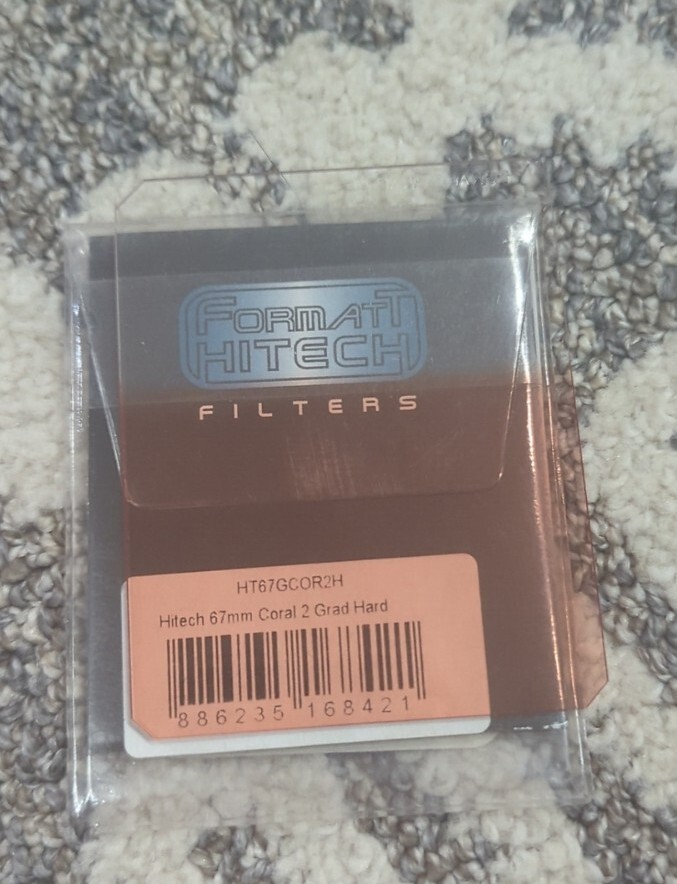 FORMATT
HITECH
FILTERS
HT67GCOR2H
Hitech 67mm Coral 2 Grad Hard
886235 168421